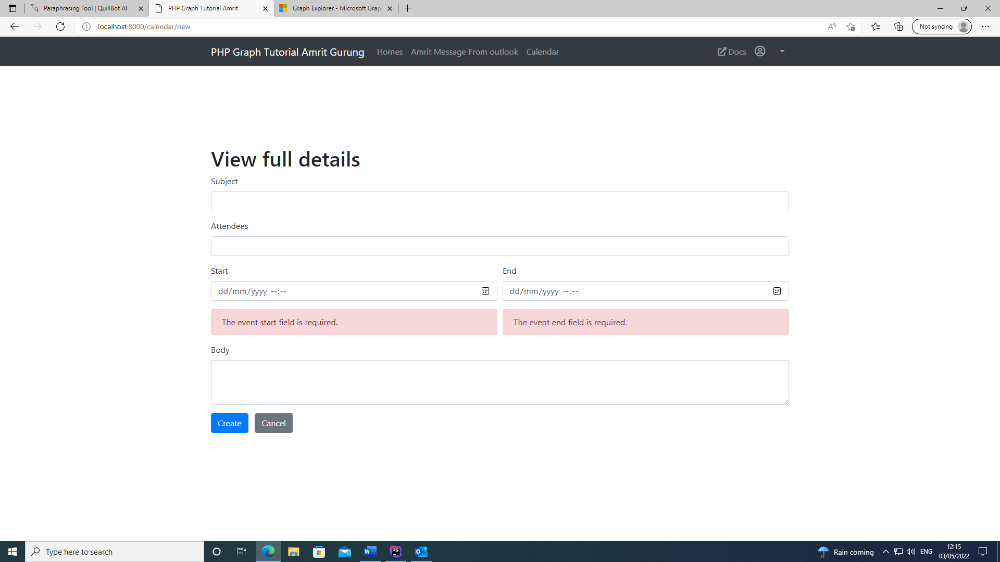 Paraphrasing Tool | QuillBot AI
PHP Graph Tutorial Amrit
Graph Explorer - Microsoft Grap
localhost:8000/calendar/new
Not syncing
PHP Graph Tutorial Amrit Gurung
Homes
Amrit Message From outlook
Calendar
Docs
View full details
Subject
Attendees
Start
End
dd/mm/yyyy --:--
dd/mm/yyyy --:--
The event start field is required.
The event end field is required.
Body
Create
Cancel
Type here to search
Rain coming
ENG
12:15
03/05/2022